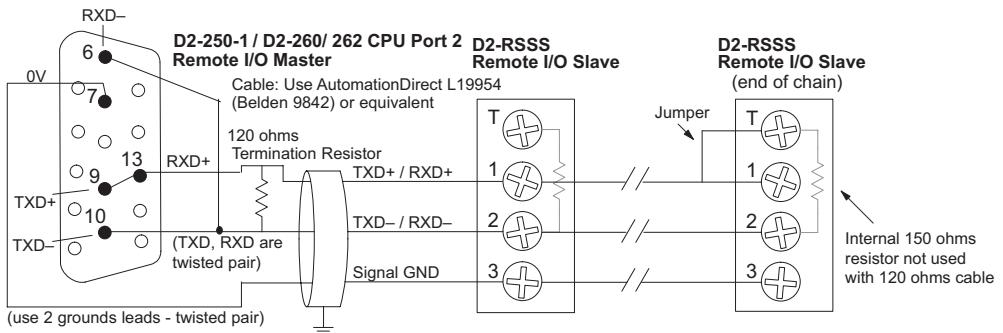 RXD–
6
D2-250-1 / D2-260/ 262 CPU Port 2
Remote I/O Master
D2-RSSS
Remote I/O Slave
D2-RSSS
Remote I/O Slave
(end of chain)
0V
7
Cable: Use AutomationDirect L19954
(Belden 9842) or equivalent
120 ohms
Termination Resistor
Jumper
T
T
13
RXD+
9
TXD+ / RXD+
1
1
TXD+
10
TXD– / RXD–
2
2
TXD–
(TXD, RXD are
twisted pair)
Internal 150 ohms
resistor not used
with 120 ohms cable
Signal GND
3
3
(use 2 grounds leads - twisted pair)